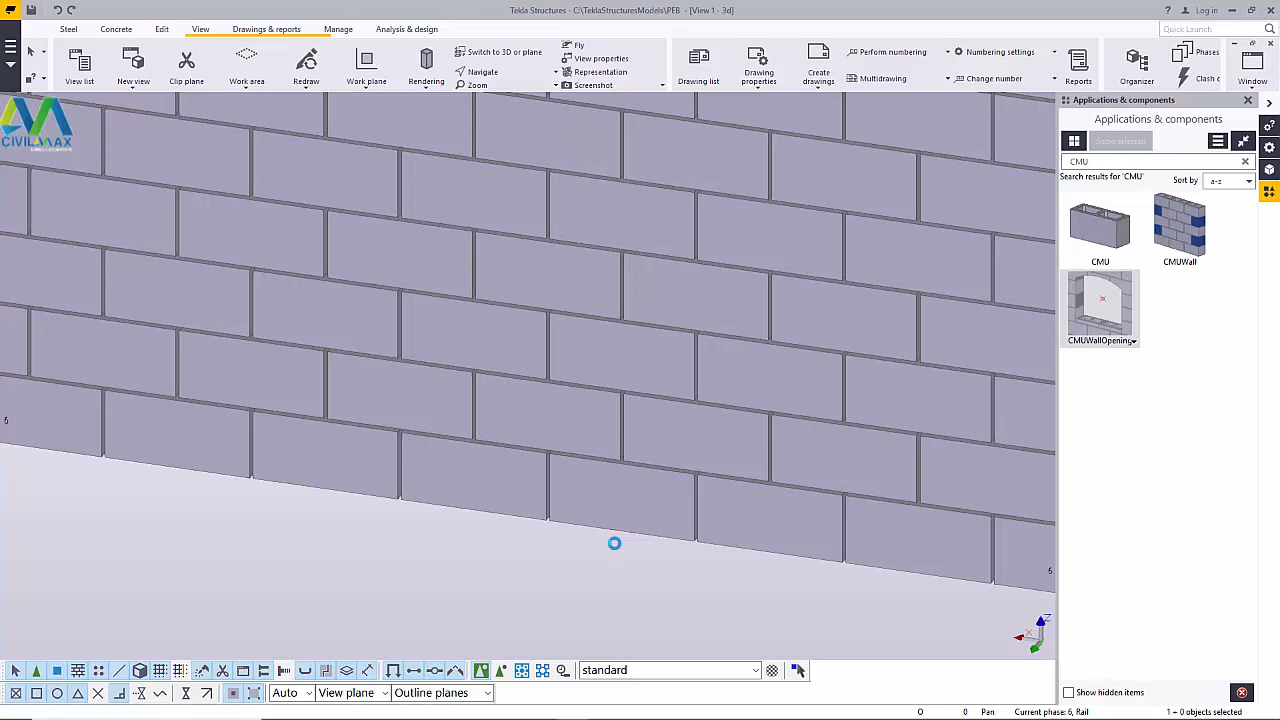 Tekla Structures - C:\TeklaStructuresModels\PEB - [View 1 - 3d]
Log in
Steel Concrete Edit View Drawings & reports Manage Analysis & design
Quick Launch
View list New view Clip plane Work area Redraw Work plane Rendering
Switch to 3D or plane
Navigate
Zoom
Fly
View properties
Representation
Screenshot
Drawing list Drawing properties Create drawings
Perform numbering
Multidrawing
Numbering settings
Change number
Reports Organizer
Phases
Clash c
Window
CIVILMAX
Applications & components
Applications & components
Show selected
CMU
Search results for 'CMU' Sort by a-z
CMU CMUWall
CMUWallOpening
6
6
Z
X
standard
Auto View plane Outline planes
Show hidden items
O 0 Pan Current phase: 6, Rail 1 + 0 objects selected